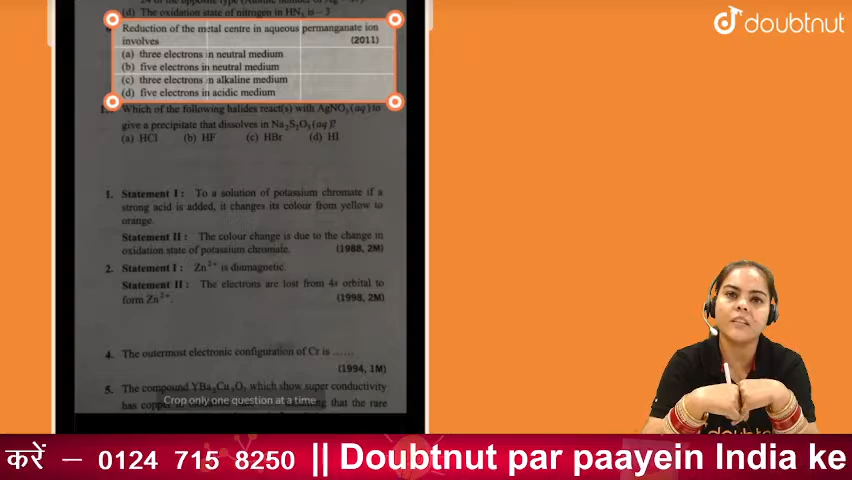 (d) The oxidation state of nitrogen in HN3 is – 3
Reduction of the metal centre in aqueous permanganate ion
involves (2011)
(a) three electrons in neutral medium
(b) five electrons in neutral medium
(c) three electrons in alkaline medium
(d) five electrons in acidic medium
Which of the following halides react(s) with AgNO3 (aq) to
give a precipitate that dissolves in Na2S2O3 (aq)?
(a) HCl (b) HF (c) HBr (d) HI
1. Statement I : To a solution of potassium chromate if a
strong acid is added, it changes its colour from yellow to
orange.
Statement II : The colour change is due to the change in
oxidation state of potassium chromate. (1988, 2M)
2. Statement I : Zn2+ is diamagnetic.
Statement II : The electrons are lost from 4s orbital to
form Zn2+. (1998, 2M)
4. The outermost electronic configuration of Cr is ......
(1994, 1M)
5. The compound YBa2Cu3O7 which show super conductivity
has copper in oxidation that the rare
Crop only one question at a time
doubtnut
करें – 0124 715 8250 || Doubtnut par paayein India ke